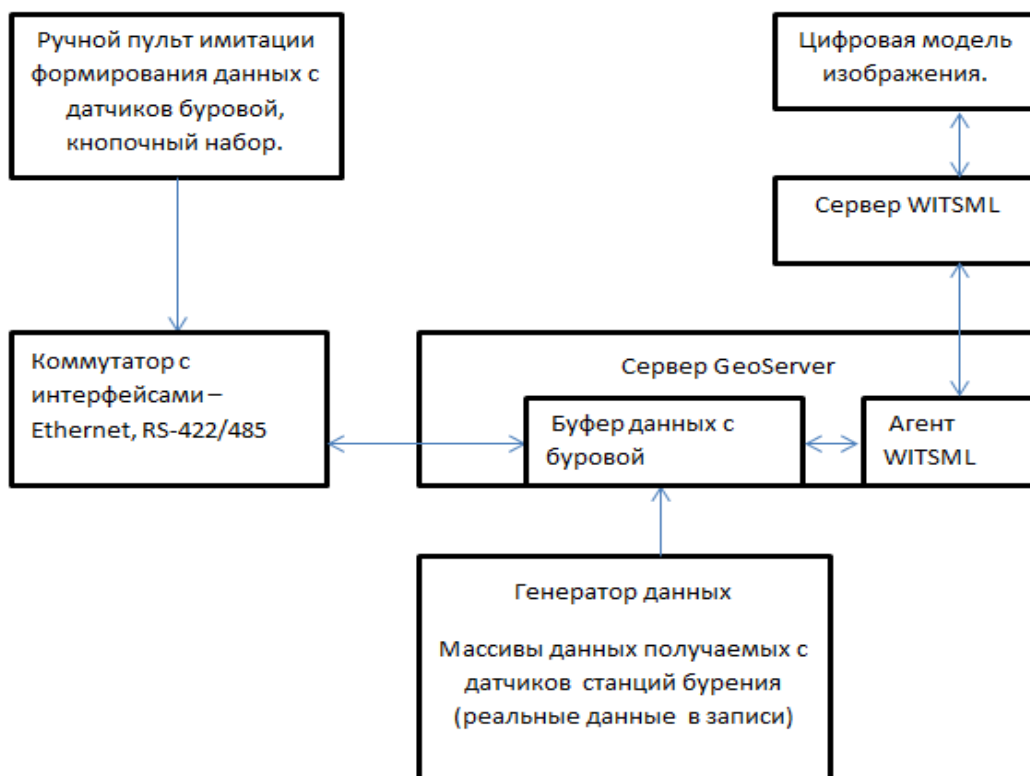 Ручной пульт имитации
формирования данных с
датчиков буровой,
кнопочный набор.
Цифровая модель
изображения.
Сервер WITSML
Коммутатор с
интерфейсами –
Ethernet, RS-422/485
Сервер GeoServer
Буфер данных с
буровой
Агент
WITSML
Генератор данных
Массивы данных получаемых с
датчиков станций бурения
(реальные данные в записи)